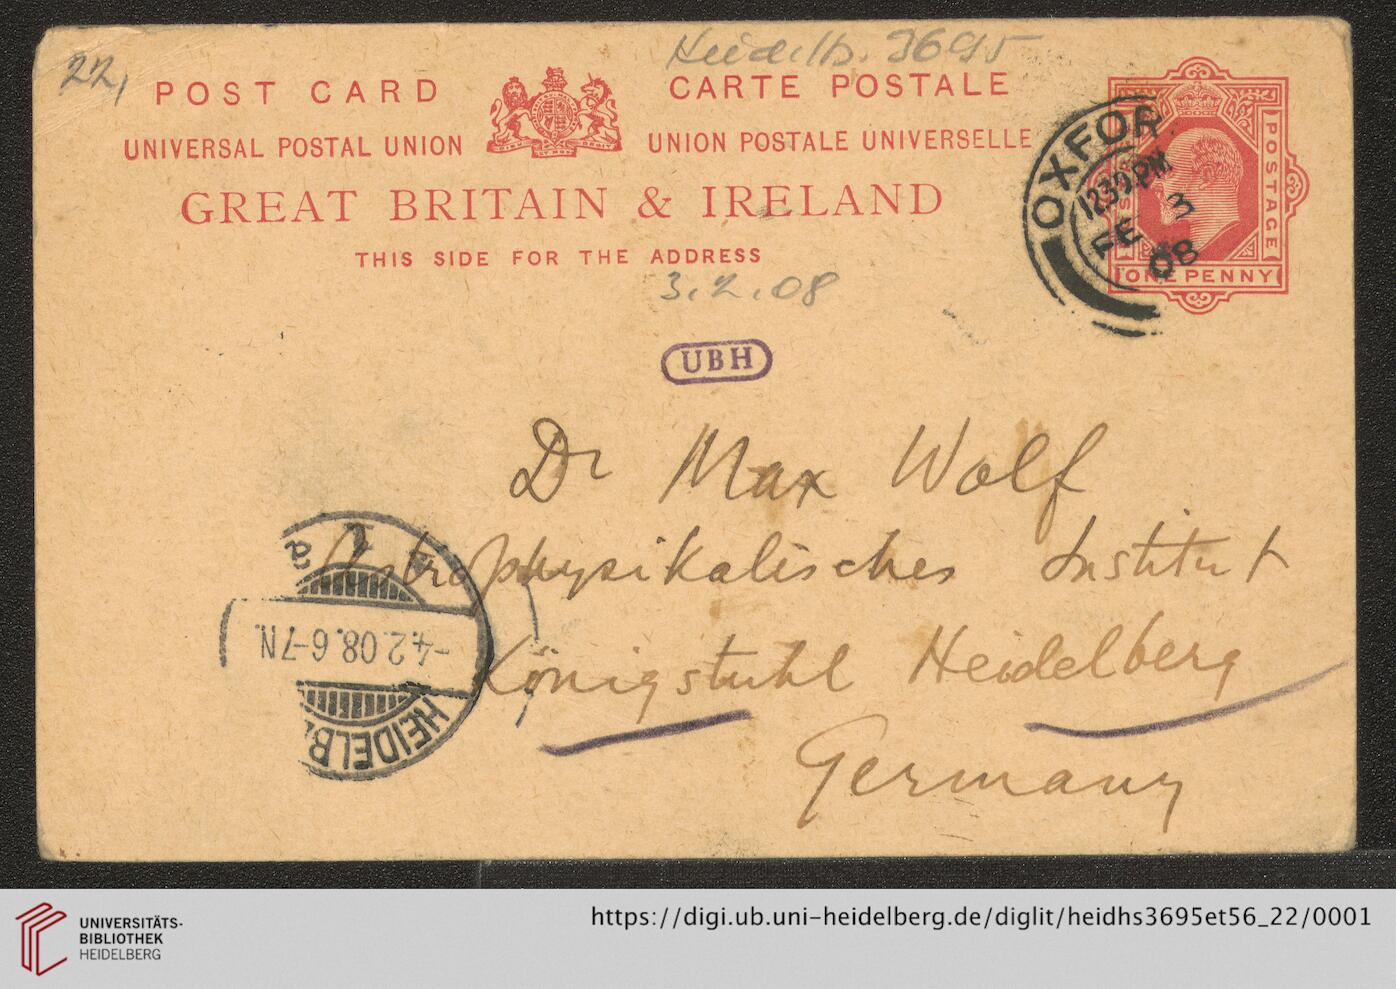 22,
Heidelb. 3695
POST CARD
CARTE POSTALE
UNIVERSAL POSTAL UNION
UNION POSTALE UNIVERSELLE
GREAT BRITAIN & IRELAND
THIS SIDE FOR THE ADDRESS
POSTAGE
ONE PENNY
OXFOR
12 30 PM
FE 3
08
3.2.08
UBH
Dr Max Wolf
Astrophysikalisches Institut
Königstuhl Heidelberg
Germany
-4.2.08.6-7N.
HEIDELB
UNIVERSITÄTS-
BIBLIOTHEK
HEIDELBERG
https://digi.ub.uni-heidelberg.de/diglit/heidhs3695et56_22/0001